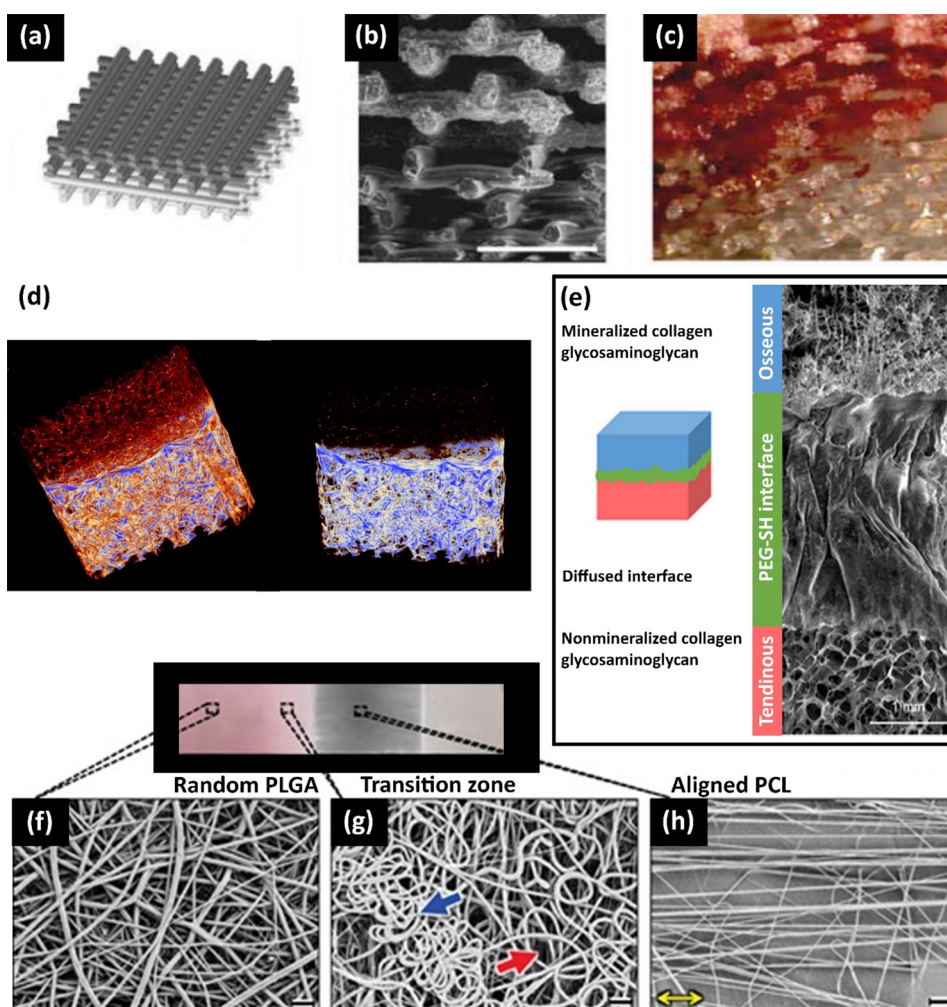 (a)
(b)
(c)
(d)
(e)
Mineralized collagen
glycosaminoglycan
Diffused interface
Nonmineralized collagen
glycosaminoglycan
Osseous
PEG-SH interface
Tendinous
1 mm
Random PLGA
Transition zone
Aligned PCL
(f)
(g)
(h)